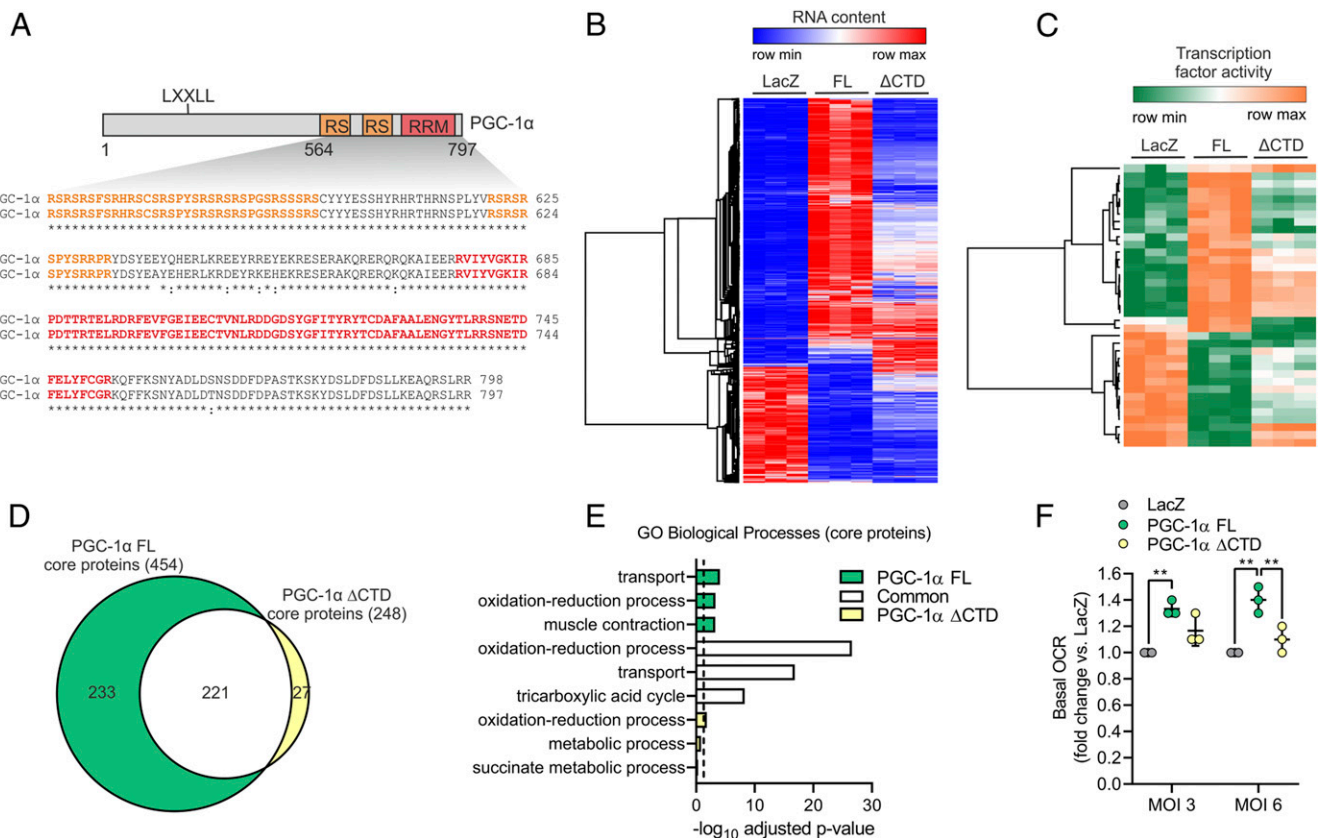 A
LXXLL
RS
RS
RRM
PGC-1α
1
564
797
GC-1α RSRSRSFSRHRSCSRSPYSRSRSRSPGSRSSSRSCYYYESSHYRHRTHRNSPLYVRSRSR 625
GC-1α RSRSRSFSRHRSCSRSPYSRSRSRSPGSRSSSRSCYYYESSHYRHRTHRNSPLYVRSRSR 624
************************************************************
GC-1α SPYSRRPRYDSYEEYQHERLKREEYRREYEKRESERAKQRERQRQKAIEERRVIYVGKIR 685
GC-1α SPYSRRPRYDSYEAYEHERLKRDEYRKEHEKRESERAKQRERQKQKAIEERRVIYVGKIR 684
************* *:******:***:*:**************:****************
GC-1α PDTTRTELRDRFEVFGEIEECTVNLRDDGDSYGFITYRYTCDAFAALENGYTLRRSNETD 745
GC-1α PDTTRTELRDRFEVFGEIEECTVNLRDDGDSYGFITYRYTCDAFAALENGYTLRRSNETD 744
************************************************************
GC-1α FELYFCGRKQFFKSNYADLDSNSDDFDPASTKSKYDSLDFDSLLKEAQRSLRR 798
GC-1α FELYFCGRKQFFKSNYADLDTNSDDFDPASTKSKYDSLDFDSLLKEAQRSLRR 797
********************:********************************
B
RNA content
row min
row max
LacZ
FL
ΔCTD
C
Transcription
factor activity
row min
row max
LacZ
FL
ΔCTD
D
PGC-1α FL
core proteins (454)
PGC-1α ΔCTD
core proteins (248)
233
221
27
E
GO Biological Processes (core proteins)
transport
oxidation-reduction process
muscle contraction
oxidation-reduction process
transport
tricarboxylic acid cycle
oxidation-reduction process
metabolic process
succinate metabolic process
PGC-1α FL
Common
PGC-1α ΔCTD
0
10
20
30
-log10 adjusted p-value
F
LacZ
PGC-1α FL
PGC-1α ΔCTD
Basal OCR
(fold change vs. LacZ)
1.6
1.4
1.2
1.0
0.8
0.6
0.4
0.2
0.0
**
**
**
MOI 3
MOI 6